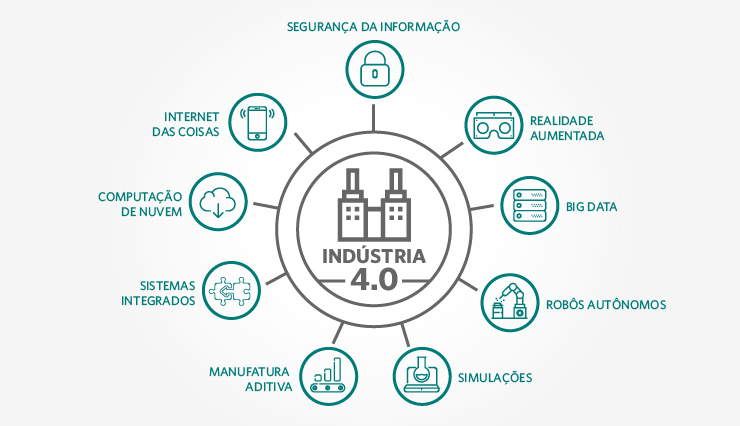 SEGURANÇA DA INFORMAÇÃO
INTERNET
DAS COISAS
REALIDADE
AUMENTADA
COMPUTAÇÃO
DE NUVEM
BIG DATA
INDÚSTRIA
4.0
SISTEMAS
INTEGRADOS
ROBÔS AUTÔNOMOS
MANUFATURA
ADITIVA
SIMULAÇÕES